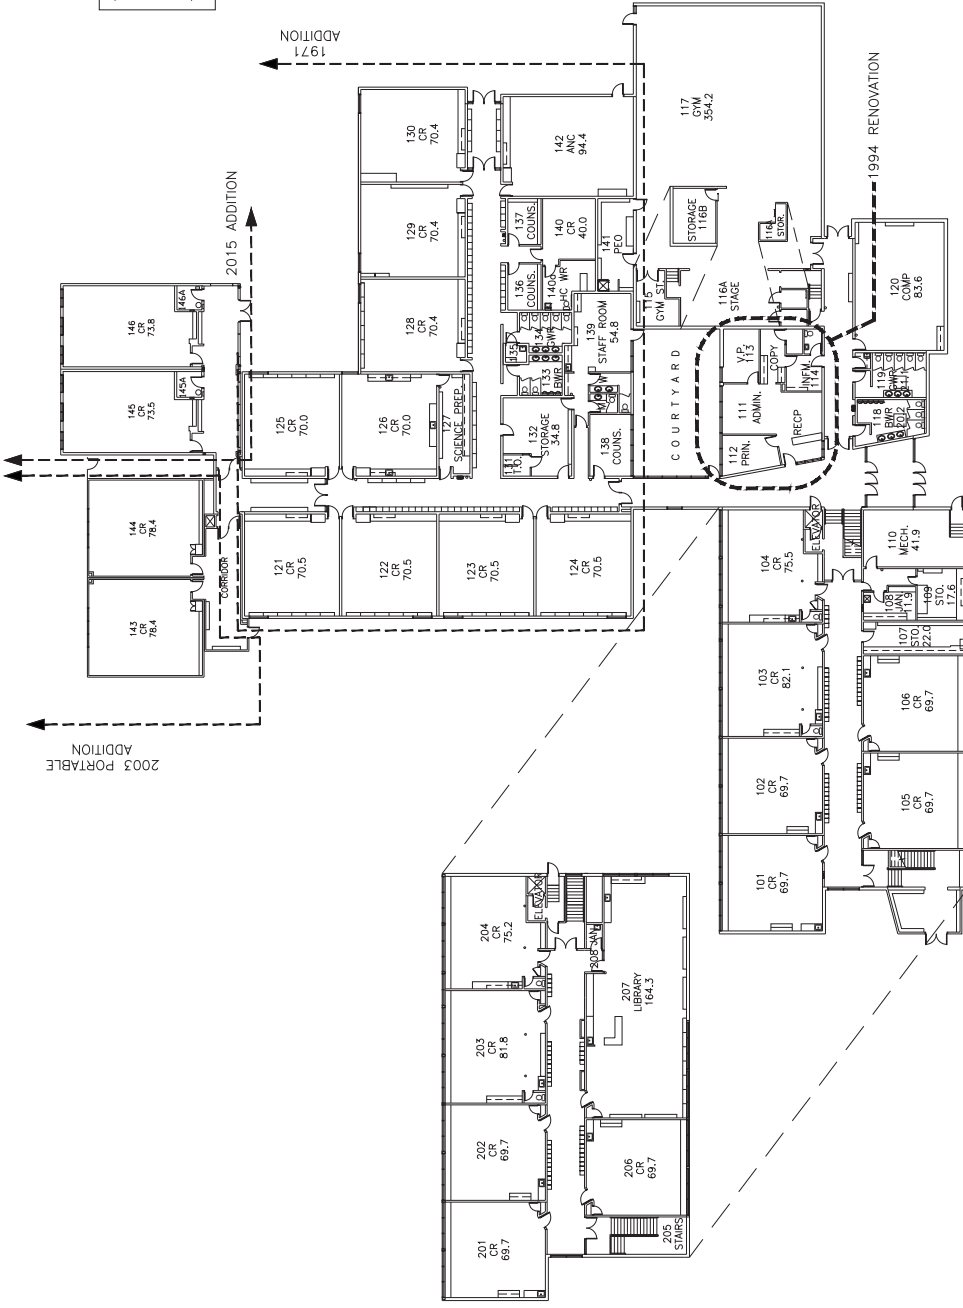 1971
ADDITION
2015 ADDITION
1994 RENOVATION
2003 PORTABLE
ADDITION
130
CR
70.4
129
CR
70.4
128
CR
70.4
142
ANC
94.4
117
GYM
354.2
STORAGE
116B
STOR.
116A
STAGE
115
GYM ST
137
COUNS.
136
COUNS.
140
CR
40.0
HC WR
141
PEO
139
STAFF ROOM
54.8
135
134
GWR
133
BWR
132
STORAGE
34.8
131
138
COUNS.
W
M
COURTYARD
V.P.
113
COPY
INFM.
114
111
ADMIN.
RECP
112
PRIN.
120
COMP
83.6
119
GWR
118
BWR
20.2
146
CR
73.8
146A
145
CR
73.5
145A
144
CR
78.4
143
CR
78.4
CORRIDOR
125
CR
70.0
126
CR
70.0
127
SCIENCE PREP.
121
CR
70.5
122
CR
70.5
123
CR
70.5
124
CR
70.5
104
CR
75.5
ELEVATOR
110
MECH.
41.9
109
STO.
17.6
108
JAN.
11.9
107
STO.
22.0
103
CR
82.1
102
CR
69.7
101
CR
69.7
106
CR
69.7
105
CR
69.7
204
CR
75.2
ELEVATOR
208 JAN.
203
CR
81.8
202
CR
69.7
201
CR
69.7
207
LIBRARY
164.3
206
CR
69.7
205
STAIRS